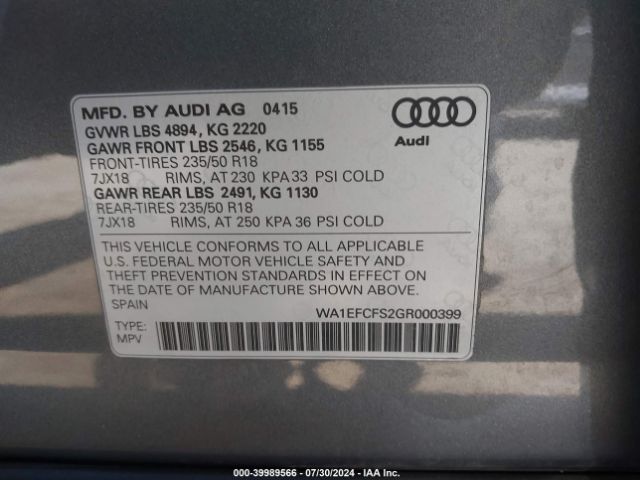 MFD. BY AUDI AG 0415
GVWR LBS 4894, KG 2220
GAWR FRONT LBS 2546, KG 1155
FRONT-TIRES 235/50 R18
7JX18 RIMS, AT 230 KPA 33 PSI COLD
GAWR REAR LBS 2491, KG 1130
REAR-TIRES 235/50 R18
7JX18 RIMS, AT 250 KPA 36 PSI COLD
Audi
THIS VEHICLE CONFORMS TO ALL APPLICABLE
U.S. FEDERAL MOTOR VEHICLE SAFETY AND
THEFT PREVENTION STANDARDS IN EFFECT ON
THE DATE OF MANUFACTURE SHOWN ABOVE.
SPAIN
WA1EFCFS2GR000399
TYPE:
MPV
000-39989566 - 07/30/2024 - IAA Inc.